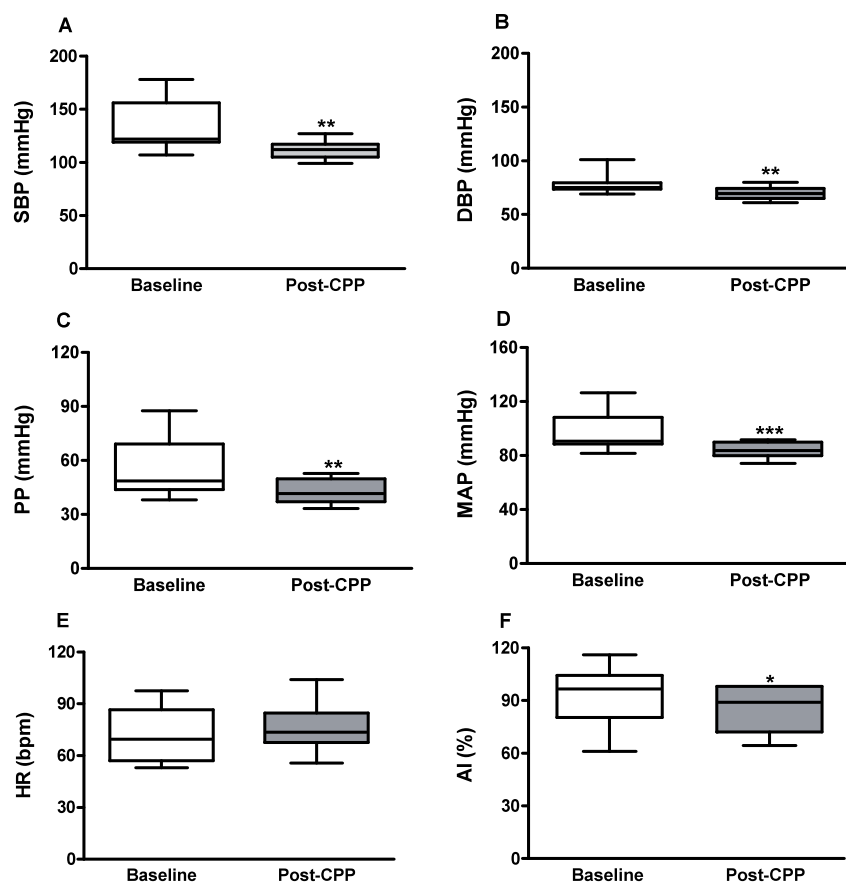 A
SBP (mmHg)
200
150
100
50
0
**
Baseline Post-CPP
B
DBP (mmHg)
200
150
100
50
0
**
Baseline Post-CPP
C
PP (mmHg)
120
90
60
30
0
**
Baseline Post-CPP
D
MAP (mmHg)
160
120
80
40
0
***
Baseline Post-CPP
E
HR (bpm)
120
90
60
30
0
Baseline Post-CPP
F
AI (%)
120
90
60
30
0
*
Baseline Post-CPP